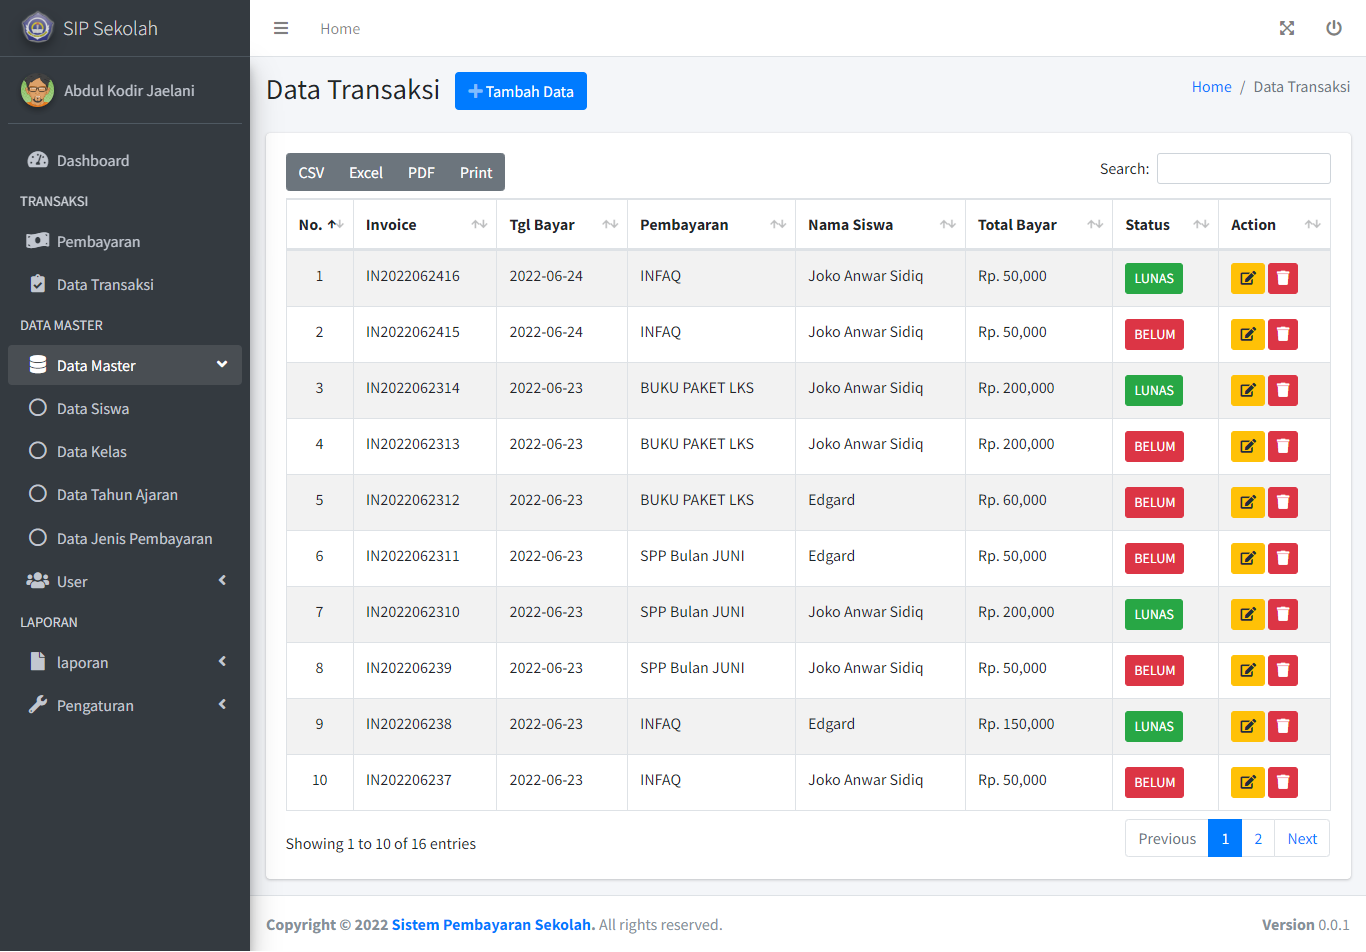 SIP Sekolah
Home
Abdul Kodir Jaelani
Dashboard
TRANSAKSI
Pembayaran
Data Transaksi
DATA MASTER
Data Master
Data Siswa
Data Kelas
Data Tahun Ajaran
Data Jenis Pembayaran
User
LAPORAN
laporan
Pengaturan
Data Transaksi
Tambah Data
Home / Data Transaksi
CSV Excel PDF Print
Search:
No. Invoice Tgl Bayar Pembayaran Nama Siswa Total Bayar Status Action
1 IN2022062416 2022-06-24 INFAQ Joko Anwar Sidiq Rp. 50,000 LUNAS
2 IN2022062415 2022-06-24 INFAQ Joko Anwar Sidiq Rp. 50,000 BELUM
3 IN2022062314 2022-06-23 BUKU PAKET LKS Joko Anwar Sidiq Rp. 200,000 LUNAS
4 IN2022062313 2022-06-23 BUKU PAKET LKS Joko Anwar Sidiq Rp. 200,000 BELUM
5 IN2022062312 2022-06-23 BUKU PAKET LKS Edgard Rp. 60,000 BELUM
6 IN2022062311 2022-06-23 SPP Bulan JUNI Edgard Rp. 50,000 BELUM
7 IN2022062310 2022-06-23 SPP Bulan JUNI Joko Anwar Sidiq Rp. 200,000 LUNAS
8 IN202206239 2022-06-23 SPP Bulan JUNI Joko Anwar Sidiq Rp. 50,000 BELUM
9 IN202206238 2022-06-23 INFAQ Edgard Rp. 150,000 LUNAS
10 IN202206237 2022-06-23 INFAQ Joko Anwar Sidiq Rp. 50,000 BELUM
Showing 1 to 10 of 16 entries
Previous 1 2 Next
Copyright © 2022 Sistem Pembayaran Sekolah. All rights reserved.
Version 0.0.1